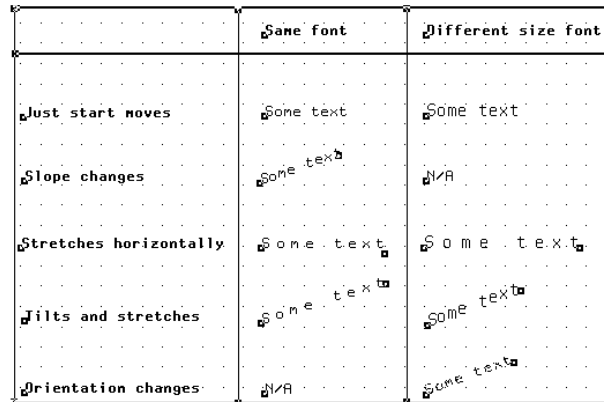 Same font Different size font
Just start moves Some text Some text
Slope changes Some text N/A
Stretches horizontally Some text Some text
Tilts and stretches Some text Some text
Orientation changes N/A Some text